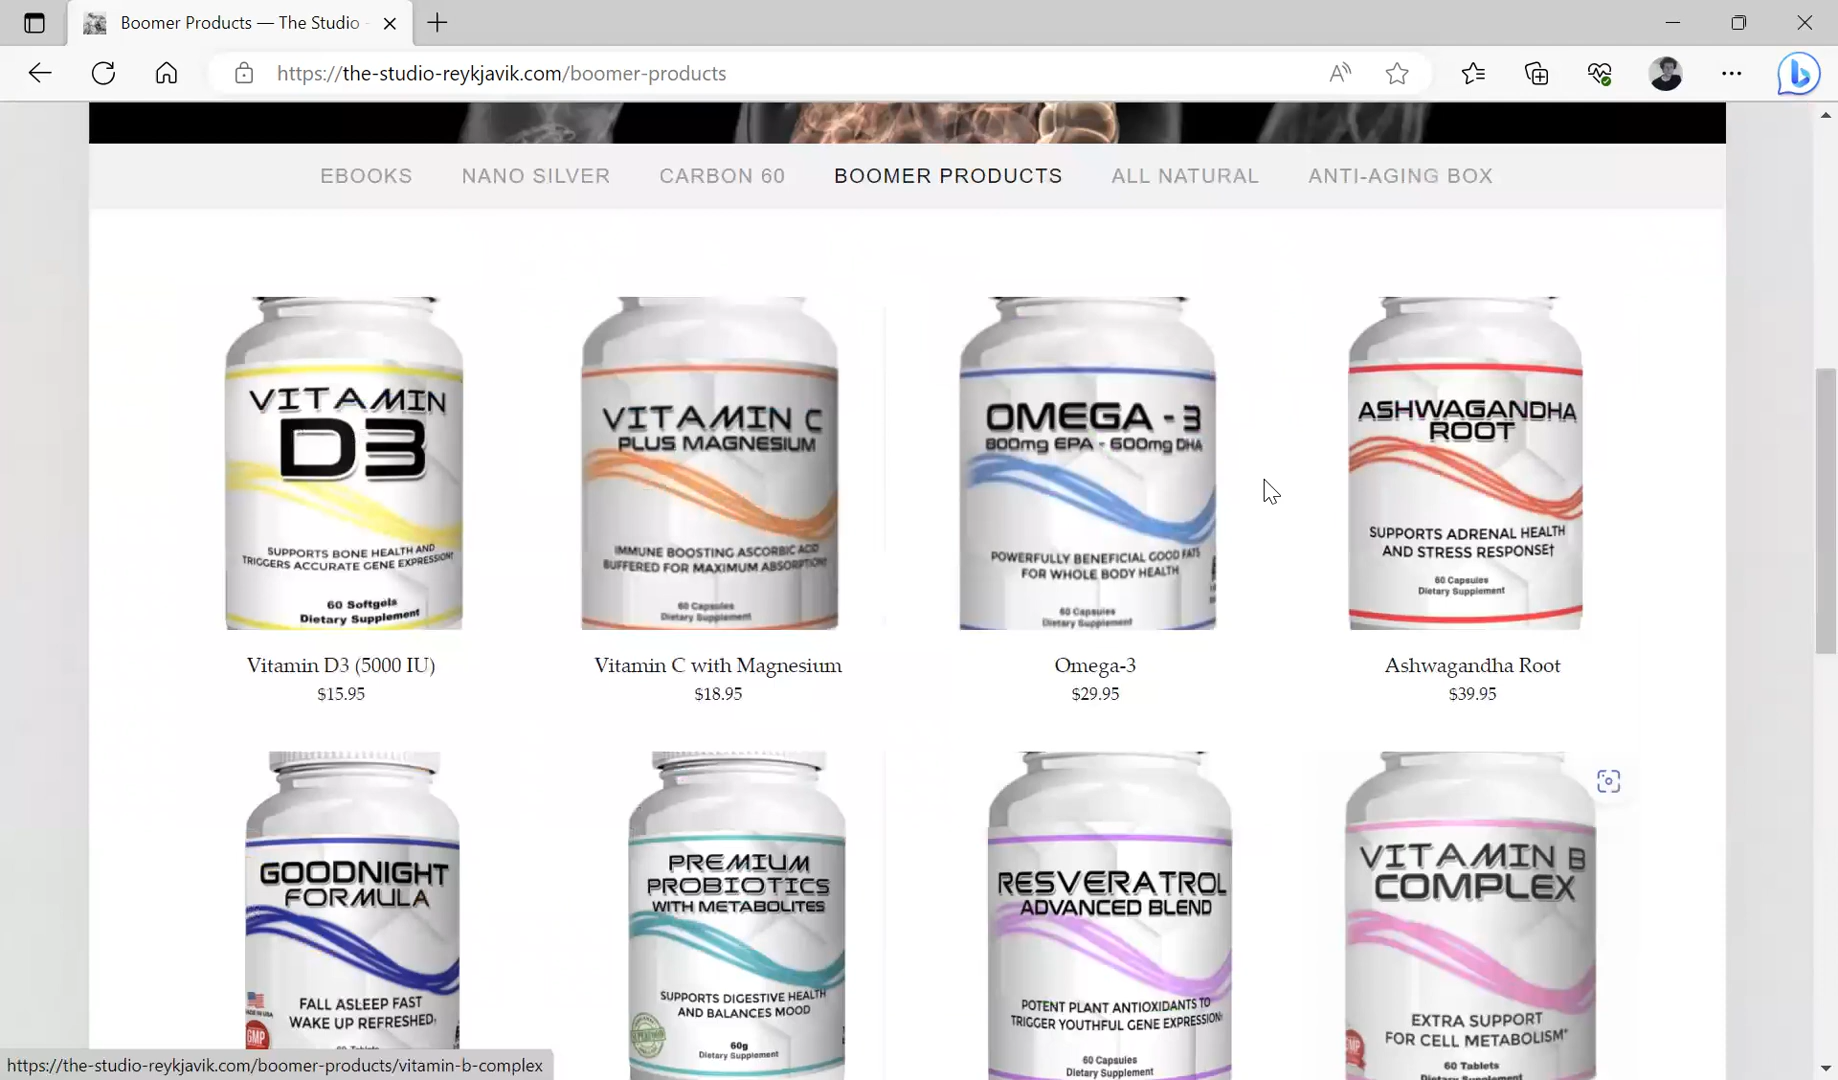 Boomer Products — The Studio
https://the-studio-reykjavik.com/boomer-products
EBOOKS
NANO SILVER
CARBON 60
BOOMER PRODUCTS
ALL NATURAL
ANTI-AGING BOX
VITAMIN
D3
SUPPORTS BONE HEALTH AND
TRIGGERS ACCURATE GENE EXPRESSION†
60 Softgels
Dietary Supplement
VITAMIN C
PLUS MAGNESIUM
IMMUNE BOOSTING ASCORBIC ACID
BUFFERED FOR MAXIMUM ABSORPTION†
60 Capsules
Dietary Supplement
OMEGA - 3
800mg EPA - 600mg DHA
POWERFULLY BENEFICIAL GOOD FATS
FOR WHOLE BODY HEALTH
60 Capsules
Dietary Supplement
ASHWAGANDHA
ROOT
SUPPORTS ADRENAL HEALTH
AND STRESS RESPONSE†
60 Capsules
Dietary Supplement
Vitamin D3 (5000 IU)
$15.95
Vitamin C with Magnesium
$18.95
Omega-3
$29.95
Ashwagandha Root
$39.95
GOODNIGHT
FORMULA
FALL ASLEEP FAST
WAKE UP REFRESHED†
GMP
60 Tablets
PREMIUM
PROBIOTICS
WITH METABOLITES
SUPPORTS DIGESTIVE HEALTH
AND BALANCES MOOD
60g
Dietary Supplement
RESVERATROL
ADVANCED BLEND
POTENT PLANT ANTIOXIDANTS TO
TRIGGER YOUTHFUL GENE EXPRESSION†
60 Capsules
Dietary Supplement
VITAMIN B
COMPLEX
EXTRA SUPPORT
FOR CELL METABOLISM*
60 Tablets
Dietary Supplement
https://the-studio-reykjavik.com/boomer-products/vitamin-b-complex